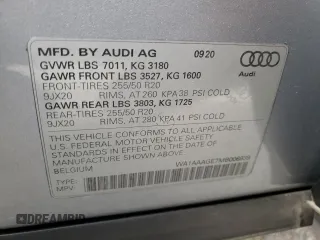 MFD. BY AUDI AG 09 20
GVWR LBS 7011, KG 3180
GAWR FRONT LBS 3527, KG 1600
FRONT-TIRES 255/50 R20
9JX20 RIMS, AT 260 KPA 38 PSI COLD
GAWR REAR LBS 3803, KG 1725
REAR-TIRES 255/50 R20
9JX20 RIMS, AT 280 KPA 41 PSI COLD
THIS VEHICLE CONFORMS TO ALL APPLICABLE
U.S. FEDERAL MOTOR VEHICLE SAFETY
STANDARDS IN EFFECT ON THE DATE OF
MANUFACTURE SHOWN ABOVE.
BELGIUM
TYPE:
MPV
Audi
DREAMBID